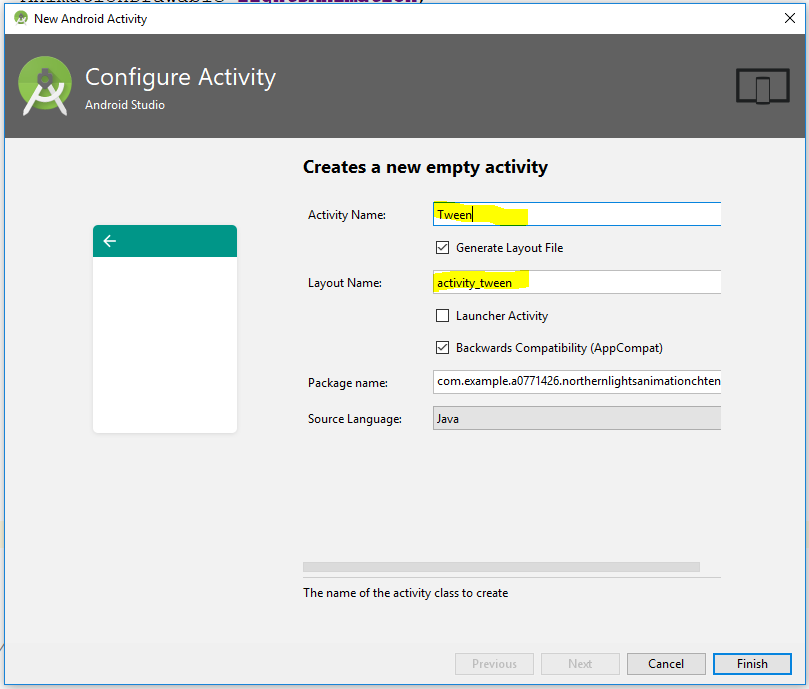 New Android Activity
Configure Activity
Android Studio
Creates a new empty activity
Activity Name: Tween
Generate Layout File
Layout Name: activity_tween
Launcher Activity
Backwards Compatibility (AppCompat)
Package name: com.example.a0771426.northernlightsanimationchten
Source Language: Java
The name of the activity class to create
Previous Next Cancel Finish